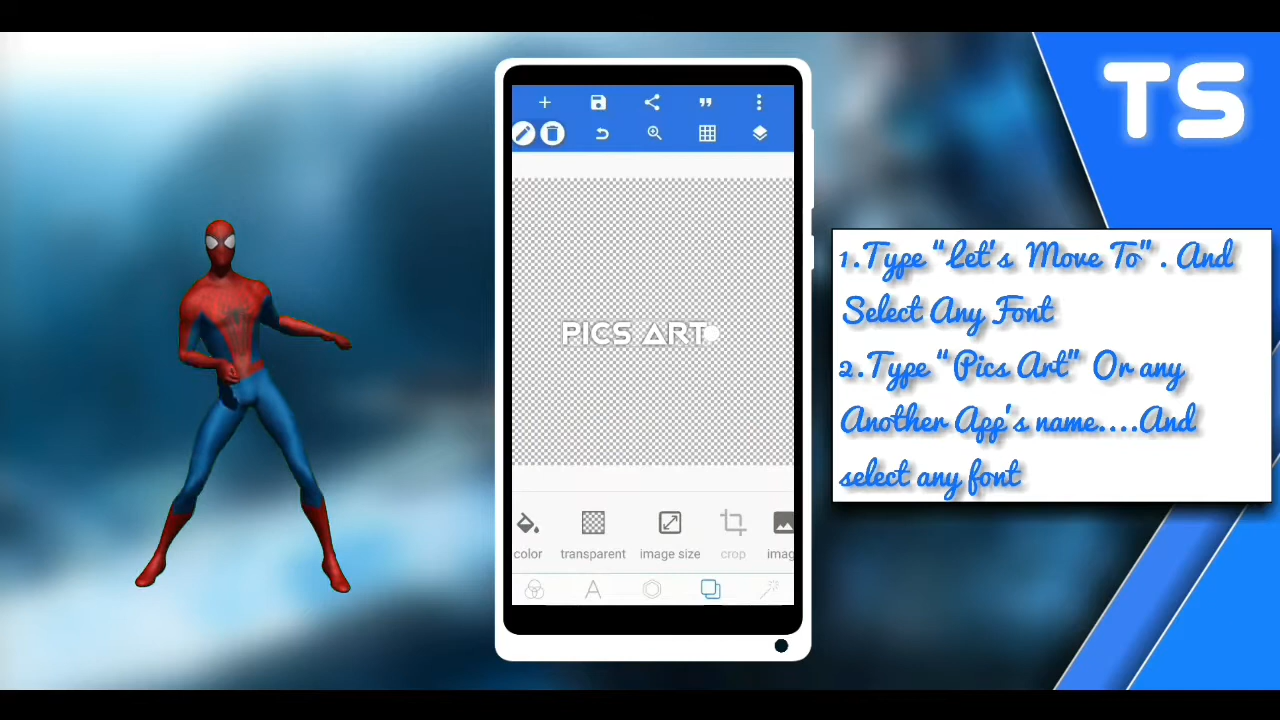 TS
PICS ART
color
transparent
image size
crop
imag
1.Type "Let's Move To". And
Select Any Font
2.Type "Pics Art" Or any
Another App's name....And
select any font